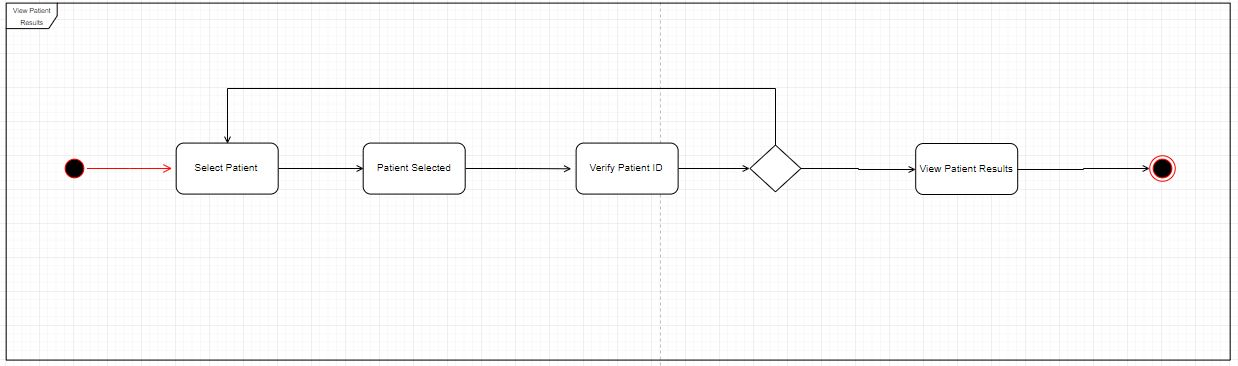 View Patient
Results
Select Patient
Patient Selected
Verify Patient ID
View Patient Results